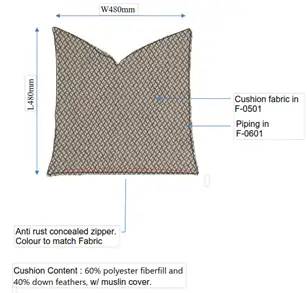 W480mm
L480mm
Cushion fabric in
F-0501
Piping in
F-0601
Anti rust concealed zipper.
Colour to match Fabric
Cushion Content : 60% polyester fiberfill and
40% down feathers, w/ muslin cover.